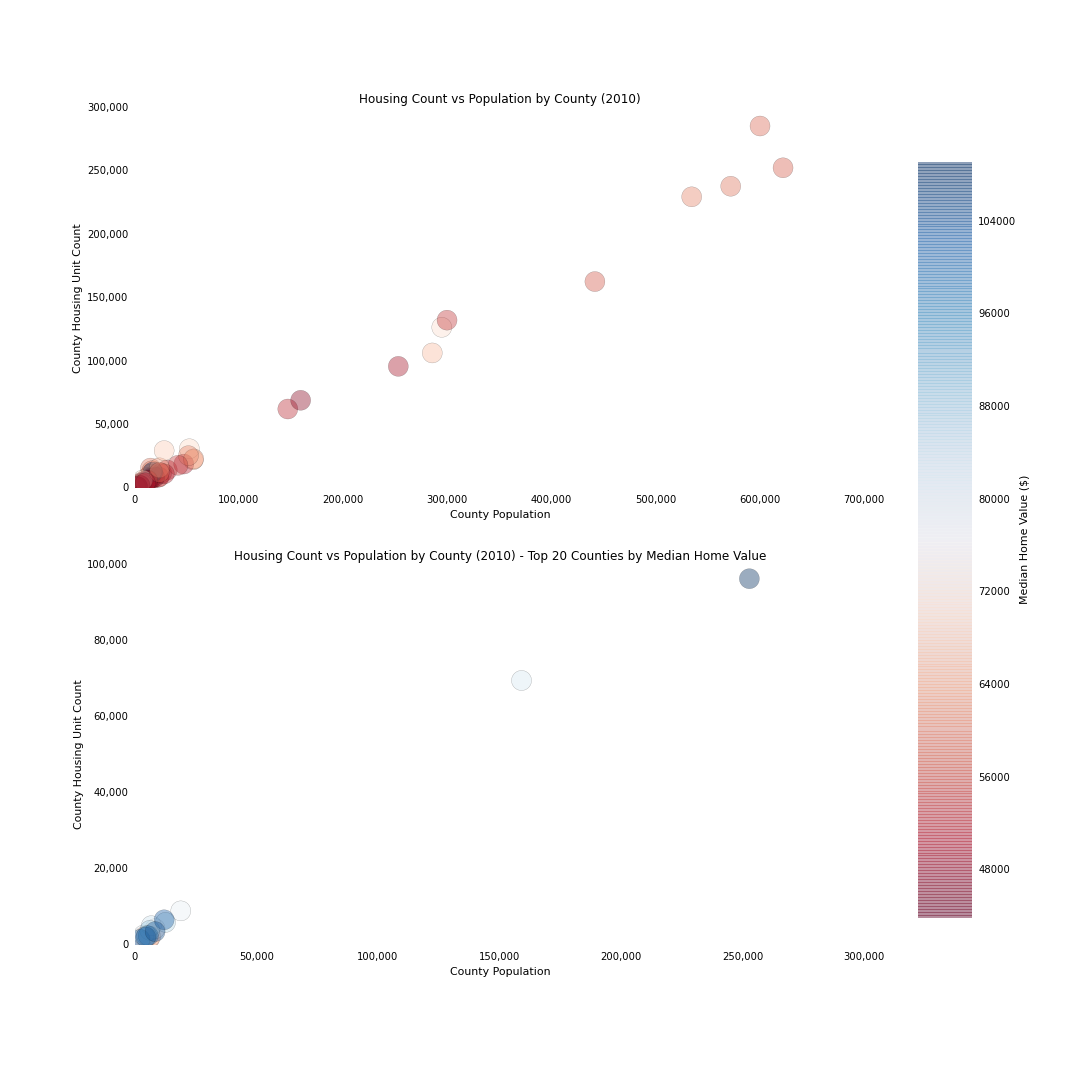 Housing Count vs Population by County (2010)
300,000
250,000
200,000
150,000
100,000
50,000
0
County Housing Unit Count
0 100,000 200,000 300,000 400,000 500,000 600,000 700,000
County Population
Housing Count vs Population by County (2010) - Top 20 Counties by Median Home Value
100,000
80,000
60,000
40,000
20,000
0
County Housing Unit Count
0 50,000 100,000 150,000 200,000 250,000 300,000
County Population
104000
96000
88000
80000
72000
64000
56000
48000
Median Home Value ($)